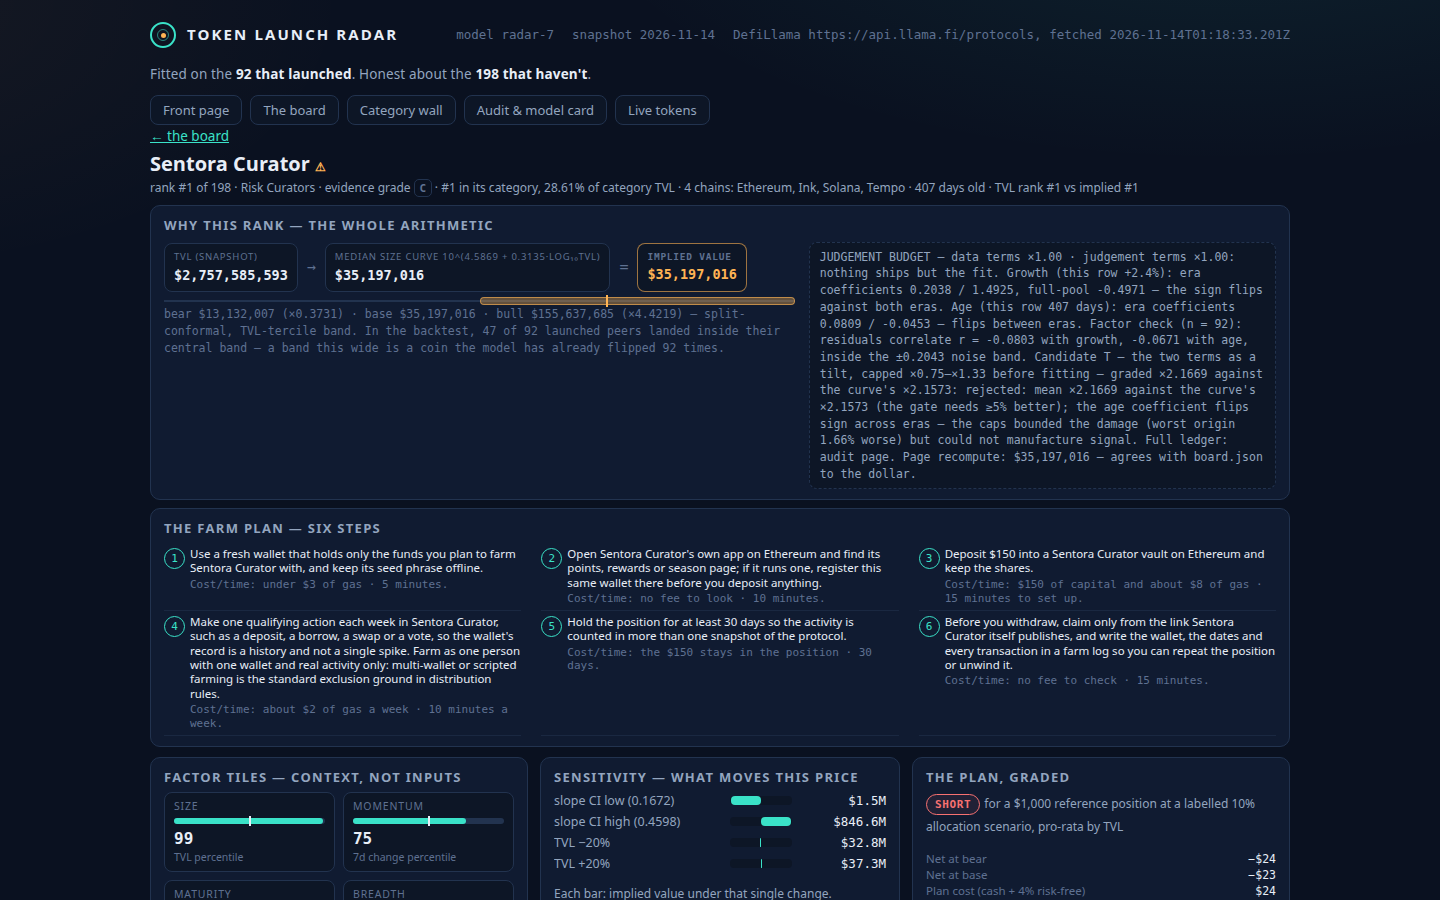 TOKEN LAUNCH RADAR
model radar-7 snapshot 2026-11-14 DefiLlama https://api.llama.fi/protocols, fetched 2026-11-14T01:18:33.201Z
Fitted on the 92 that launched. Honest about the 198 that haven't.
Front page
The board
Category wall
Audit & model card
Live tokens
← the board
Sentora Curator ⚠
rank #1 of 198 · Risk Curators · evidence grade C · #1 in its category, 28.61% of category TVL · 4 chains: Ethereum, Ink, Solana, Tempo · 407 days old · TVL rank #1 vs implied #1
WHY THIS RANK — THE WHOLE ARITHMETIC
TVL (SNAPSHOT)
$2,757,585,593
→
MEDIAN SIZE CURVE 10^(4.5869 + 0.3135·LOG₁₀TVL)
$35,197,016
=
IMPLIED VALUE
$35,197,016
bear $13,132,007 (×0.3731) · base $35,197,016 · bull $155,637,685 (×4.4219) — split-
conformal, TVL-tercile band. In the backtest, 47 of 92 launched peers landed inside their
central band — a band this wide is a coin the model has already flipped 92 times.
JUDGEMENT BUDGET — data terms ×1.00 · judgement terms ×1.00:
nothing ships but the fit. Growth (this row +2.4%): era
coefficients 0.2038 / 1.4925, full-pool -0.4971 — the sign flips
against both eras. Age (this row 407 days): era coefficients
0.0809 / -0.0453 — flips between eras. Factor check (n = 92):
residuals correlate r = -0.0803 with growth, -0.0671 with age,
inside the ±0.2043 noise band. Candidate T — the two terms as a
tilt, capped ×0.75–×1.33 before fitting — graded ×2.1669 against
the curve's ×2.1573: rejected: mean ×2.1669 against the curve's
×2.1573 (the gate needs ≥5% better); the age coefficient flips
sign across eras — the caps bounded the damage (worst origin
1.66% worse) but could not manufacture signal. Full ledger:
audit page. Page recompute: $35,197,016 — agrees with board.json
to the dollar.
THE FARM PLAN — SIX STEPS
1
Use a fresh wallet that holds only the funds you plan to farm
Sentora Curator with, and keep its seed phrase offline.
Cost/time: under $3 of gas · 5 minutes.
2
Open Sentora Curator's own app on Ethereum and find its
points, rewards or season page; if it runs one, register this
same wallet there before you deposit anything.
Cost/time: no fee to look · 10 minutes.
3
Deposit $150 into a Sentora Curator vault on Ethereum and
keep the shares.
Cost/time: $150 of capital and about $8 of gas ·
15 minutes to set up.
4
Make one qualifying action each week in Sentora Curator,
such as a deposit, a borrow, a swap or a vote, so the wallet's
record is a history and not a single spike. Farm as one person
with one wallet and real activity only: multi-wallet or scripted
farming is the standard exclusion ground in distribution
rules.
Cost/time: about $2 of gas a week · 10 minutes a
week.
5
Hold the position for at least 30 days so the activity is
counted in more than one snapshot of the protocol.
Cost/time: the $150 stays in the position · 30
days.
6
Before you withdraw, claim only from the link Sentora
Curator itself publishes, and write the wallet, the dates and
every transaction in a farm log so you can repeat the position
or unwind it.
Cost/time: no fee to check · 15 minutes.
FACTOR TILES — CONTEXT, NOT INPUTS
SIZE
99
TVL percentile
MOMENTUM
75
7d change percentile
MATURITY
BREADTH
SENSITIVITY — WHAT MOVES THIS PRICE
slope CI low (0.1672) $1.5M
slope CI high (0.4598) $846.6M
TVL −20% $32.8M
TVL +20% $37.3M
Each bar: implied value under that single change.
THE PLAN, GRADED
SHORT for a $1,000 reference position at a labelled 10%
allocation scenario, pro-rata by TVL
Net at bear −$24
Net at base −$23
Plan cost (cash + 4% risk-free) $24